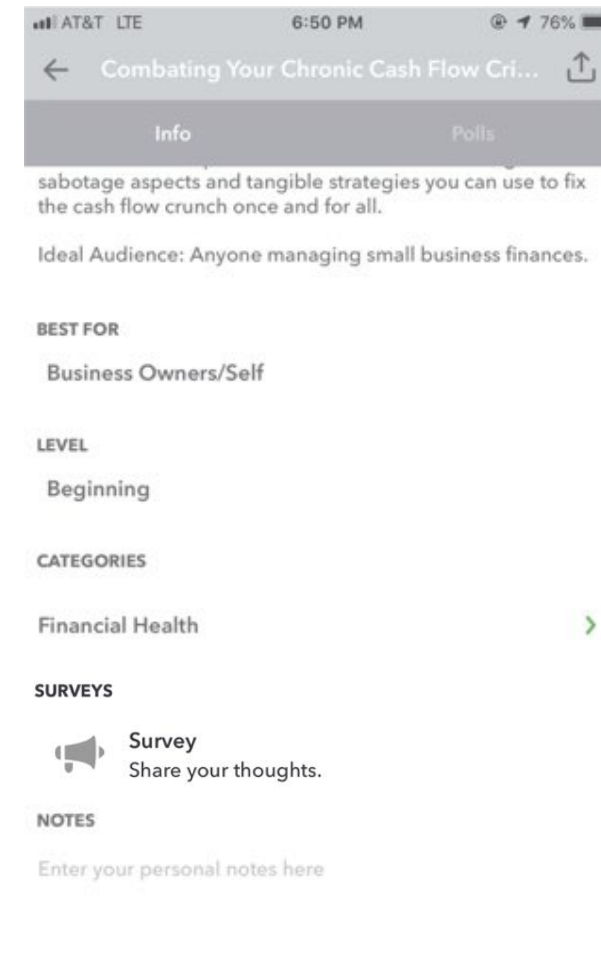 AT&T LTE 6:50 PM 76%
Combating Your Chronic Cash Flow Cri...
Info Polls
sabotage aspects and tangible strategies you can use to fix
the cash flow crunch once and for all.
Ideal Audience: Anyone managing small business finances.
BEST FOR
Business Owners/Self
LEVEL
Beginning
CATEGORIES
Financial Health
SURVEYS
Survey
Share your thoughts.
NOTES
Enter your personal notes here